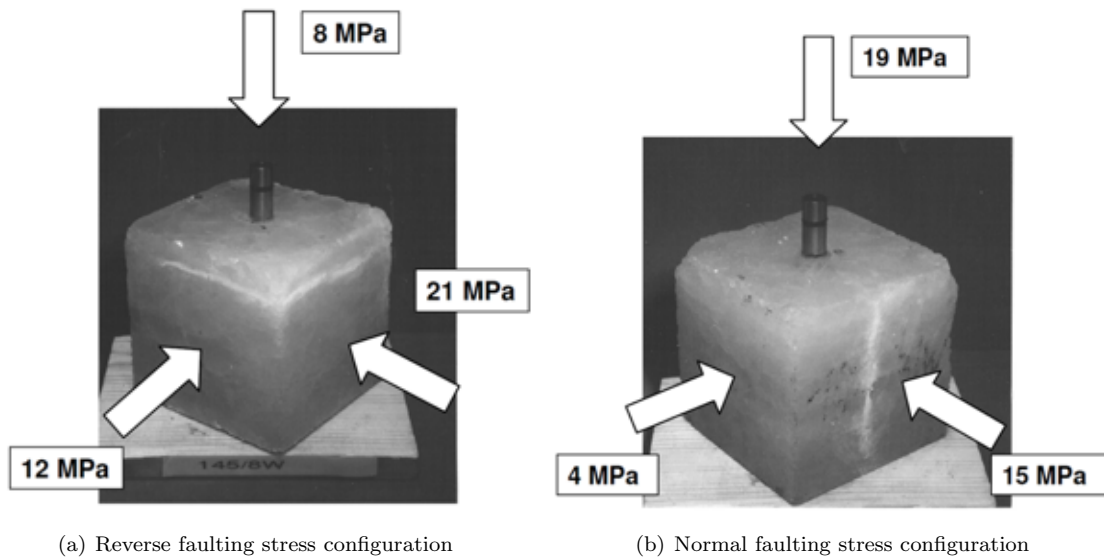 8 MPa
19 MPa
21 MPa
12 MPa
145/8W
4 MPa
15 MPa
(a) Reverse faulting stress configuration
(b) Normal faulting stress configuration